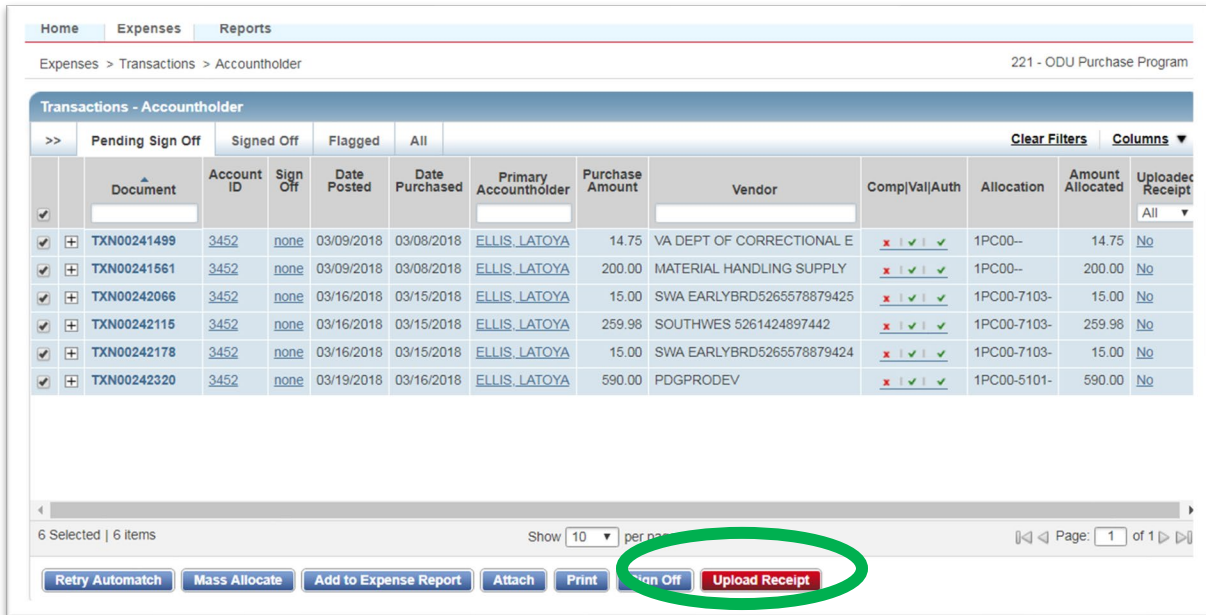 Home Expenses Reports
Expenses > Transactions > Accountholder 221 - ODU Purchase Program
Transactions - Accountholder
>> Pending Sign Off Signed Off Flagged All Clear Filters Columns ▼
Document Account ID Sign Off Date Posted Date Purchased Primary Accountholder Purchase Amount Vendor Comp|Val|Auth Allocation Amount Allocated Uploaded Receipt
All ▼
TXN00241499 3452 none 03/09/2018 03/08/2018 ELLIS, LATOYA 14.75 VA DEPT OF CORRECTIONAL E x | ✔ | ✔ 1PC00-- 14.75 No
TXN00241561 3452 none 03/09/2018 03/08/2018 ELLIS, LATOYA 200.00 MATERIAL HANDLING SUPPLY x | ✔ | ✔ 1PC00-- 200.00 No
TXN00242066 3452 none 03/16/2018 03/15/2018 ELLIS, LATOYA 15.00 SWA EARLYBRD5265578879425 x | ✔ | ✔ 1PC00-7103- 15.00 No
TXN00242115 3452 none 03/16/2018 03/15/2018 ELLIS, LATOYA 259.98 SOUTHWES 5261424897442 x | ✔ | ✔ 1PC00-7103- 259.98 No
TXN00242178 3452 none 03/16/2018 03/15/2018 ELLIS, LATOYA 15.00 SWA EARLYBRD5265578879424 x | ✔ | ✔ 1PC00-7103- 15.00 No
TXN00242320 3452 none 03/19/2018 03/16/2018 ELLIS, LATOYA 590.00 PDGPRODEV x | ✔ | ✔ 1PC00-5101- 590.00 No
6 Selected | 6 items Show 10 ▼ per Page: 1 of 1
Retry Automatch Mass Allocate Add to Expense Report Attach Print Sign Off Upload Receipt